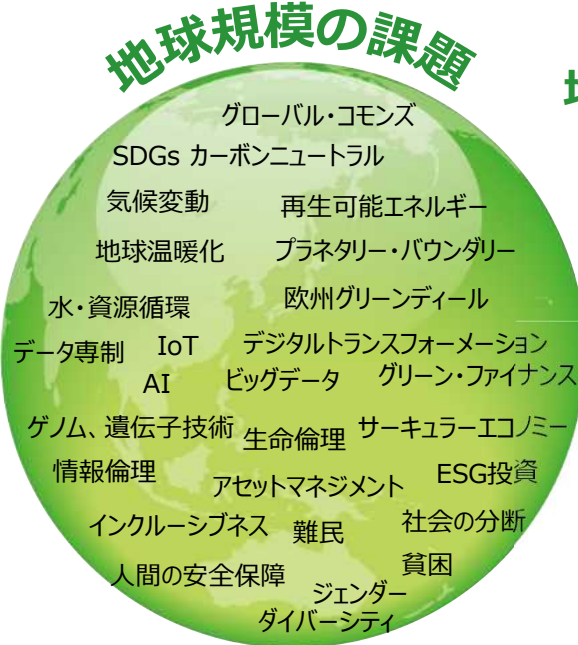 地球規模の課題
グローバル・コモンズ
SDGs カーボンニュートラル
気候変動 再生可能エネルギー
地球温暖化 プラネタリー・バウンダリー
水・資源循環 欧州グリーンディール
データ専制 IoT デジタルトランスフォーメーション
AI ビッグデータ グリーン・ファイナンス
ゲノム、遺伝子技術 生命倫理 サーキュラーエコノミー
情報倫理 アセットマネジメント ESG投資
インクルーシブネス 難民 社会の分断
人間の安全保障 貧困
ジェンダー
ダイバーシティ